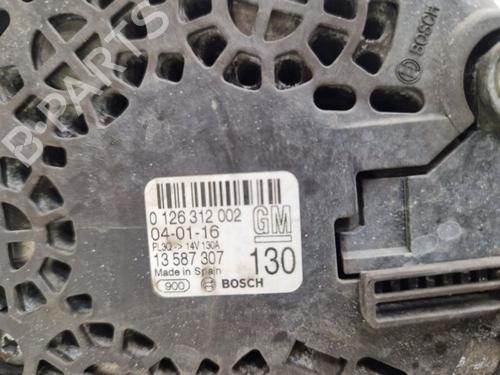 B-PARTS
BOSCH
0 126 312 002
04-01-16
GM
PL30 -> 14V 130A
13 587 307
130
Made in Spain
900
BOSCH